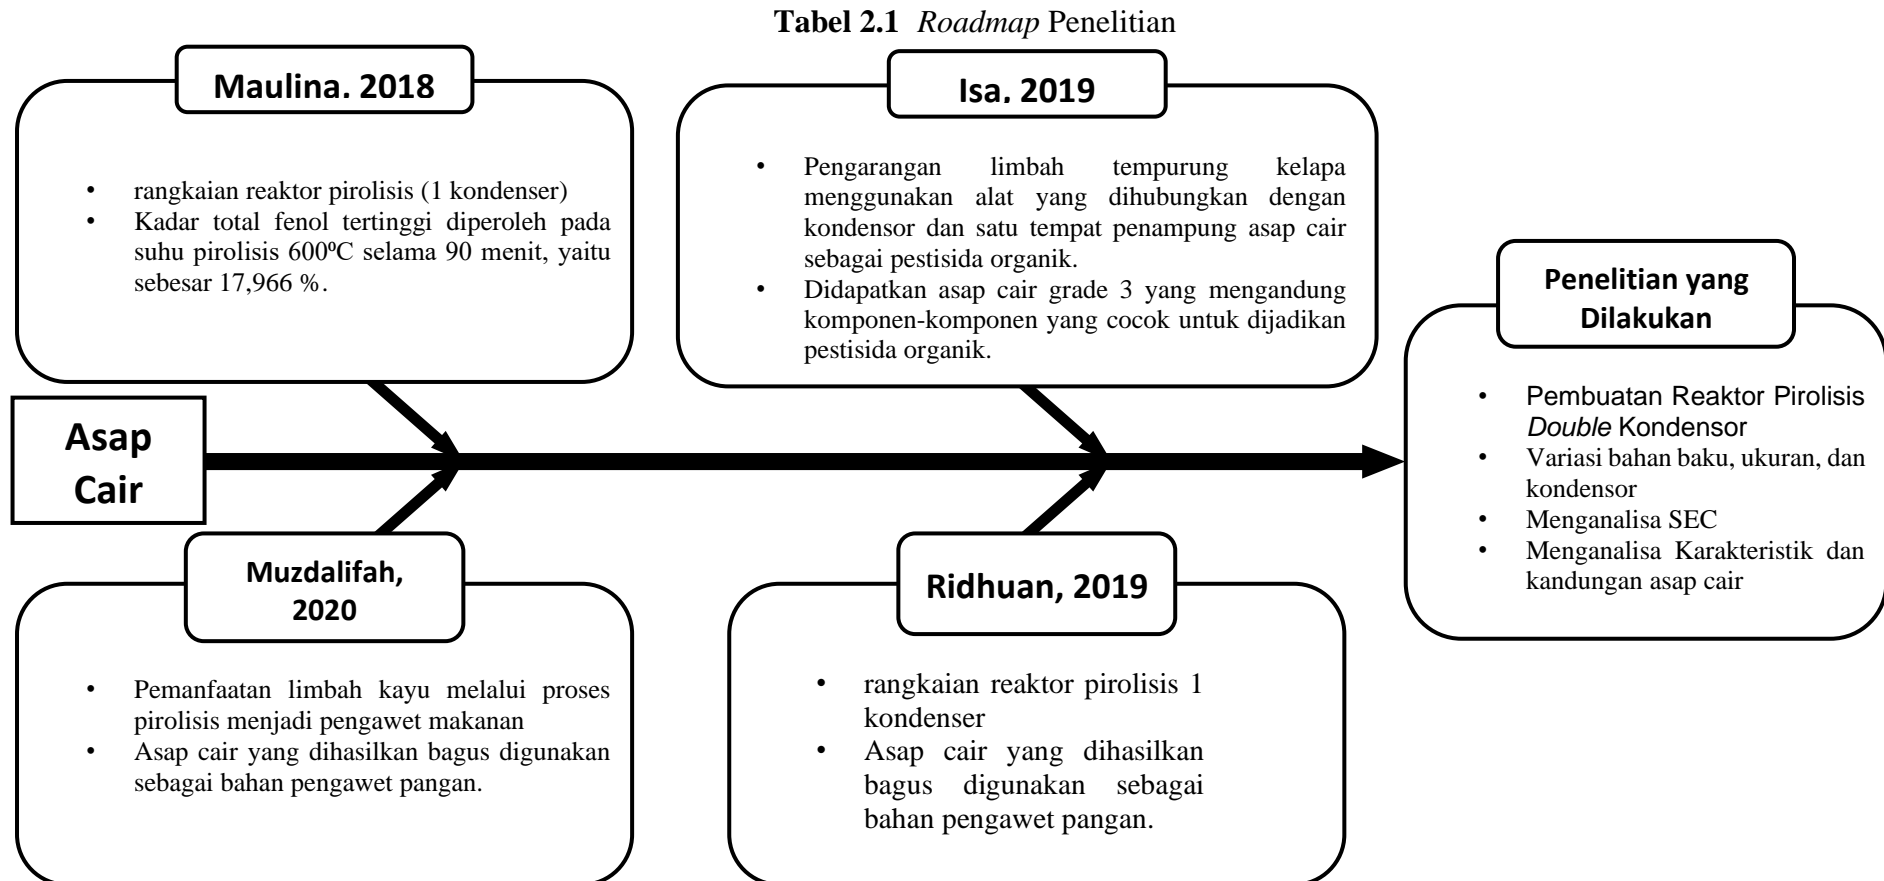 Tabel 2.1 Roadmap Penelitian
Maulina. 2018
• rangkaian reaktor pirolisis (1 kondenser)
• Kadar total fenol tertinggi diperoleh pada
suhu pirolisis 600ºC selama 90 menit, yaitu
sebesar 17,966 %.
Isa, 2019
• Pengarangan limbah tempurung kelapa
menggunakan alat yang dihubungkan dengan
kondensor dan satu tempat penampung asap cair
sebagai pestisida organik.
• Didapatkan asap cair grade 3 yang mengandung
komponen-komponen yang cocok untuk dijadikan
pestisida organik.
Asap
Cair
Muzdalifah,
2020
• Pemanfaatan limbah kayu melalui proses
pirolisis menjadi pengawet makanan
• Asap cair yang dihasilkan bagus digunakan
sebagai bahan pengawet pangan.
Ridhuan, 2019
• rangkaian reaktor pirolisis 1
kondenser
• Asap cair yang dihasilkan
bagus digunakan sebagai
bahan pengawet pangan.
Penelitian yang
Dilakukan
• Pembuatan Reaktor Pirolisis
Double Kondensor
• Variasi bahan baku, ukuran, dan
kondensor
• Menganalisa SEC
• Menganalisa Karakteristik dan
kandungan asap cair